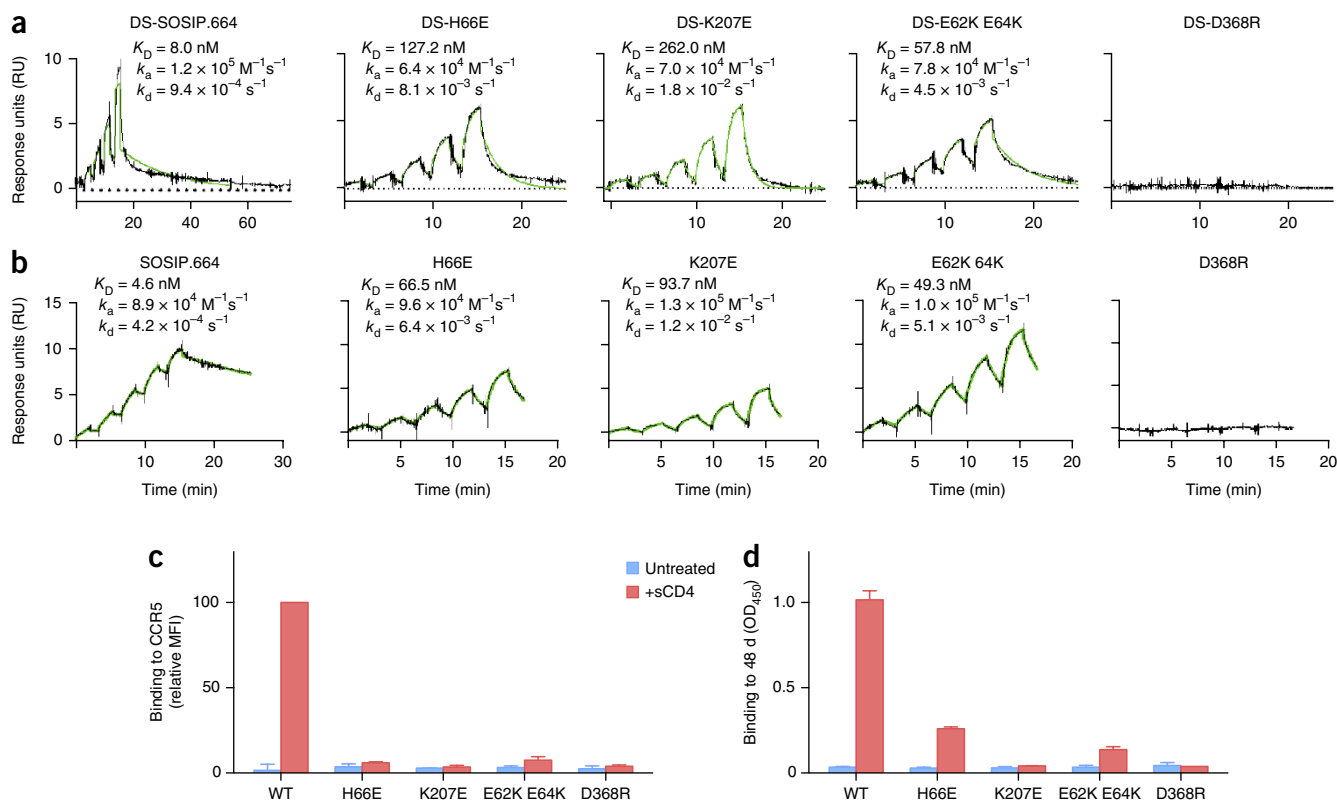 a
DS-SOSIP.664
K_D = 8.0 nM
k_a = 1.2 × 10^5 M^−1s^−1
k_d = 9.4 × 10^−4 s^−1
DS-H66E
K_D = 127.2 nM
k_a = 6.4 × 10^4 M^−1s^−1
k_d = 8.1 × 10^−3 s^−1
DS-K207E
K_D = 262.0 nM
k_a = 7.0 × 10^4 M^−1s^−1
k_d = 1.8 × 10^−2 s^−1
DS-E62K E64K
K_D = 57.8 nM
k_a = 7.8 × 10^4 M^−1s^−1
k_d = 4.5 × 10^−3 s^−1
DS-D368R
Response units (RU)
10
5
0
20 40 60
10 20
10 20
10 20
10 20
b
SOSIP.664
K_D = 4.6 nM
k_a = 8.9 × 10^4 M^−1s^−1
k_d = 4.2 × 10^−4 s^−1
H66E
K_D = 66.5 nM
k_a = 9.6 × 10^4 M^−1s^−1
k_d = 6.4 × 10^−3 s^−1
K207E
K_D = 93.7 nM
k_a = 1.3 × 10^5 M^−1s^−1
k_d = 1.2 × 10^−2 s^−1
E62K 64K
K_D = 49.3 nM
k_a = 1.0 × 10^5 M^−1s^−1
k_d = 5.1 × 10^−3 s^−1
D368R
Response units (RU)
15
10
5
0
10 20 30
5 10 15 20
5 10 15 20
5 10 15 20
5 10 15 20
Time (min)
Time (min)
Time (min)
Time (min)
Time (min)
c
Binding to CCR5
(relative MFI)
100
50
0
WT H66E K207E E62K E64K D368R
Untreated
+sCD4
d
Binding to 48 d (OD_450)
1.0
0.5
0
WT H66E K207E E62K E64K D368R